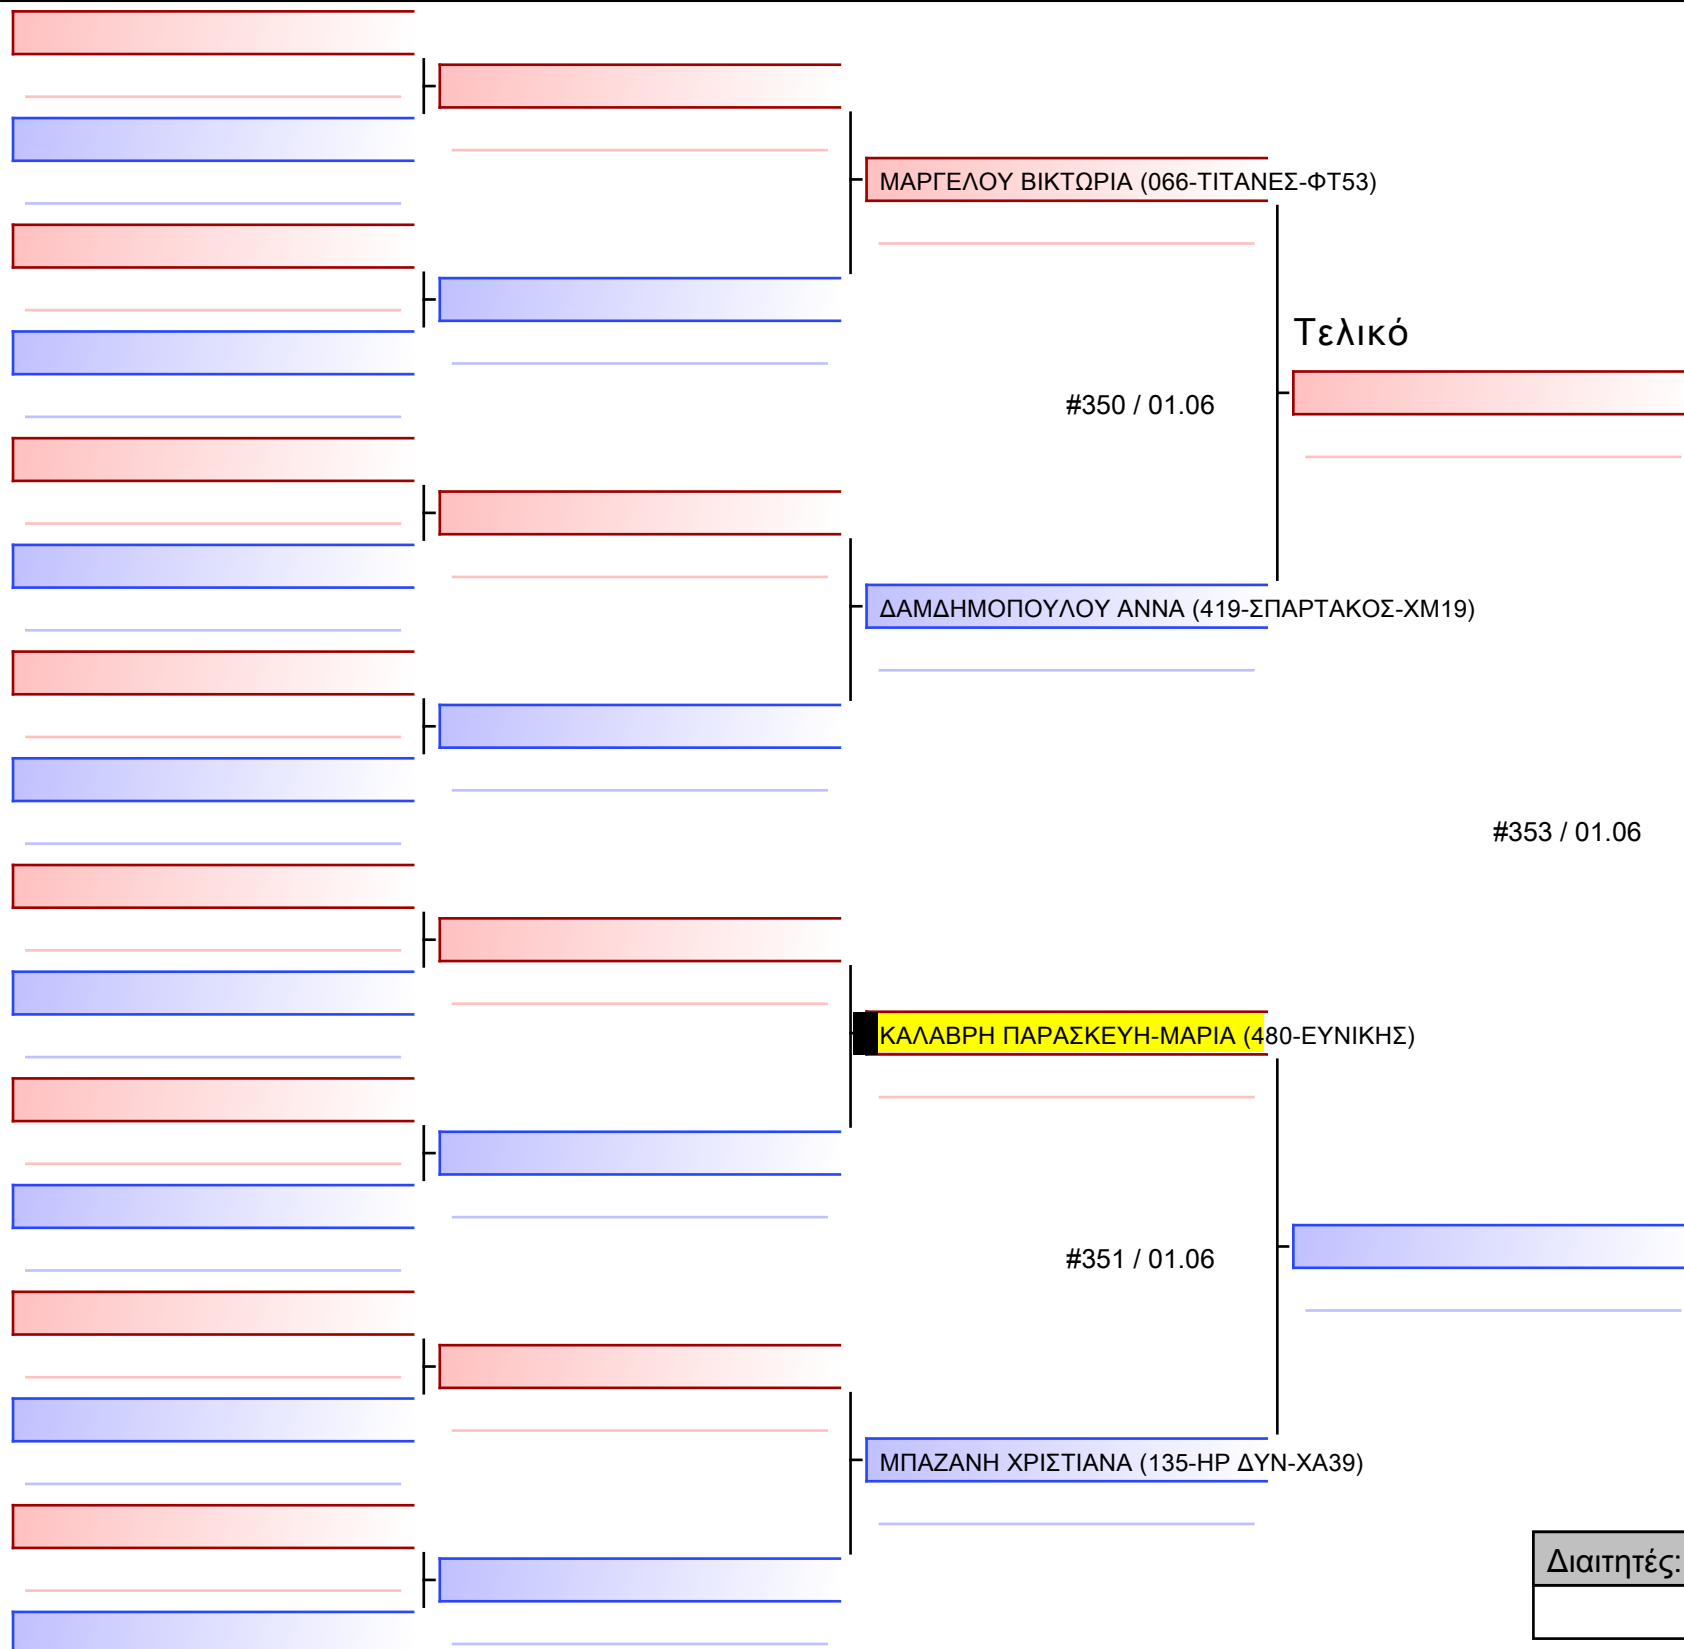 ΜΑΡΓΕΛΟΥ ΒΙΚΤΩΡΙΑ (066-ΤΙΤΑΝΕΣ-ΦΤ53)
Τελικό
#350 / 01.06
ΔΑΜΔΗΜΟΠΟΥΛΟΥ ΑΝΝΑ (419-ΣΠΑΡΤΑΚΟΣ-ΧΜ19)
#353 / 01.06
ΚΑΛΑΒΡΗ ΠΑΡΑΣΚΕΥΗ-ΜΑΡΙΑ (480-ΕΥΝΙΚΗΣ)
#351 / 01.06
ΜΠΑΖΑΝΗ ΧΡΙΣΤΙΑΝΑ (135-ΗΡ ΔΥΝ-ΧΑ39)
Διαιτητές: